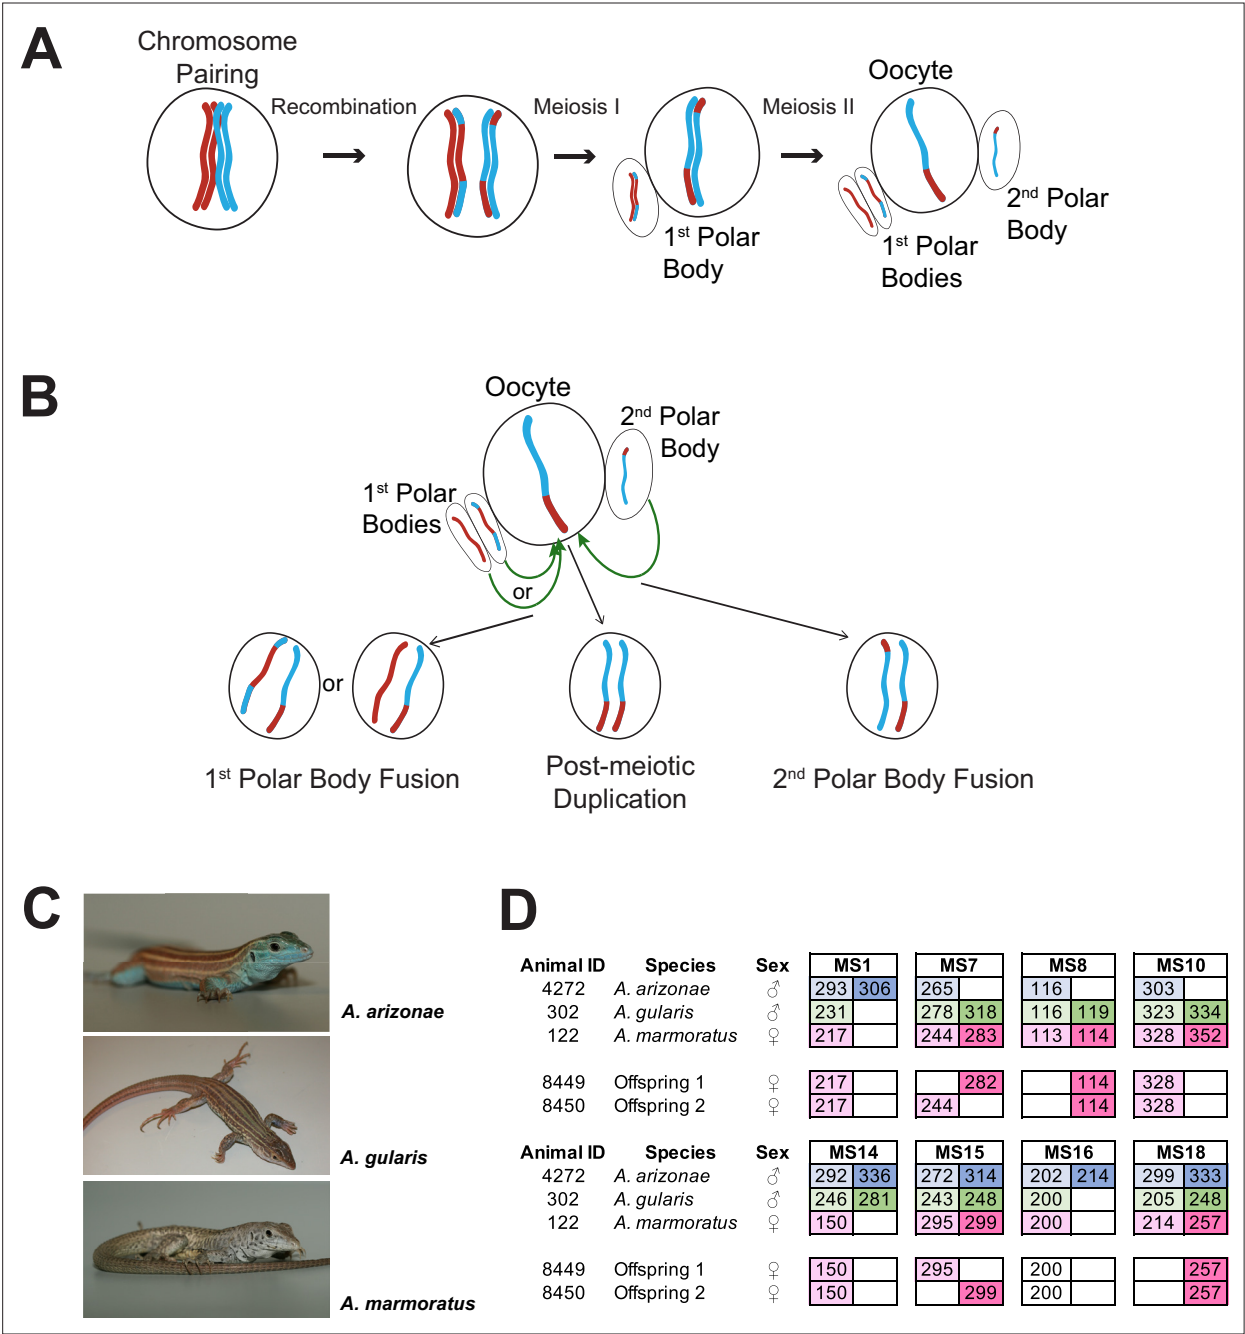 A
Chromosome
Pairing
Recombination
Meiosis I
Meiosis II
Oocyte
1st Polar
Body
1st Polar
Bodies
2nd Polar
Body
B
Oocyte
2nd Polar
Body
1st Polar
Bodies
or
or
1st Polar Body Fusion
Post-meiotic
Duplication
2nd Polar Body Fusion
C
A. arizonae
A. gularis
A. marmoratus
D
Animal ID Species Sex MS1 MS7 MS8 MS10
4272 A. arizonae ♂ 293 306 265 116 303
302 A. gularis ♂ 231 278 318 116 119 323 334
122 A. marmoratus ♀ 217 244 283 113 114 328 352
8449 Offspring 1 ♀ 217 282 114 328
8450 Offspring 2 ♀ 217 244 114 328
Animal ID Species Sex MS14 MS15 MS16 MS18
4272 A. arizonae ♂ 292 336 272 314 202 214 299 333
302 A. gularis ♂ 246 281 243 248 200 205 248
122 A. marmoratus ♀ 150 295 299 200 214 257
8449 Offspring 1 ♀ 150 295 200 257
8450 Offspring 2 ♀ 150 299 200 257